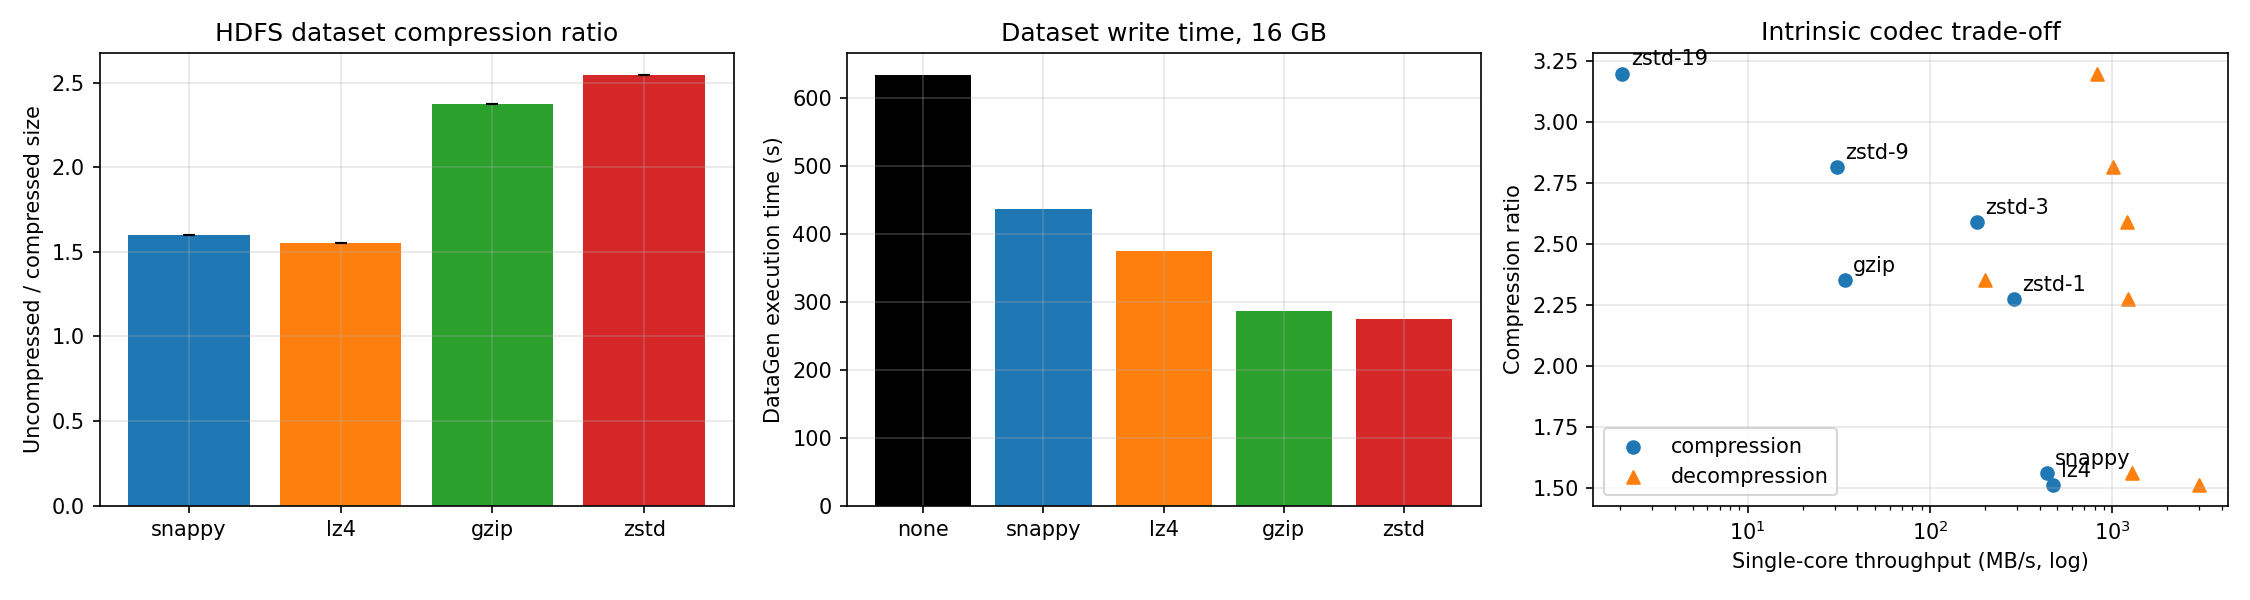 HDFS dataset compression ratio
Uncompressed / compressed size
2.5
2.0
1.5
1.0
0.5
0.0
snappy lz4 gzip zstd
Dataset write time, 16 GB
DataGen execution time (s)
600
500
400
300
200
100
0
none snappy lz4 gzip zstd
Intrinsic codec trade-off
Compression ratio
3.25
3.00
2.75
2.50
2.25
2.00
1.75
1.50
zstd-19
zstd-9
zstd-3
gzip
zstd-1
snappy
lz4
compression
decompression
10¹ 10² 10³
Single-core throughput (MB/s, log)